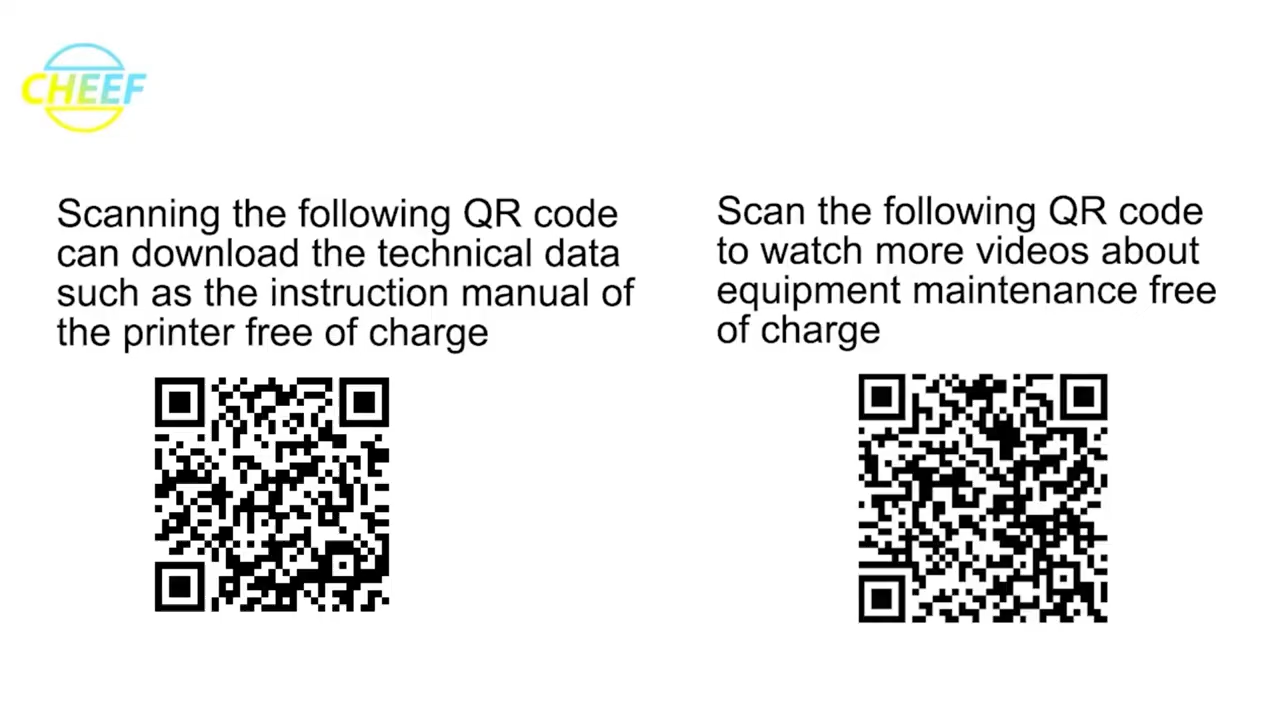 CHEEF
Scanning the following QR code
can download the technical data
such as the instruction manual of
the printer free of charge
Scan the following QR code
to watch more videos about
equipment maintenance free
of charge